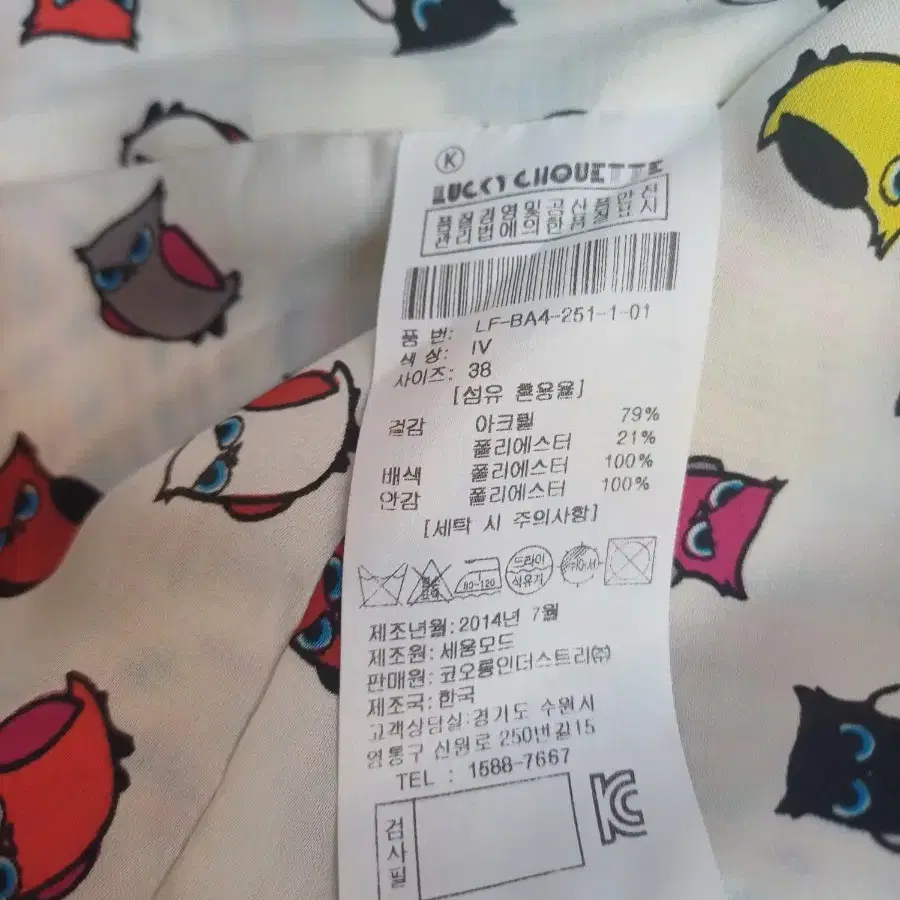 K
LUCKY CHOUETTE
품질경영및공산품안전
관리법에의한품질표시
품 번: LF-BA4-251-1-01
색 상: IV
사이즈: 38
[섬유 혼용율]
겉감 아크릴 79%
폴리에스터 21%
배색 폴리에스터 100%
안감 폴리에스터 100%
[세탁 시 주의사항]
80-120 드라이 석유기
제조년월:2014년 7월
제조원:세움모드
판매원:코오롱인더스트리㈜
제조국:한국
고객상담실:경기도 수원시
영통구 신원로 250번길15
TEL : 1588-7667
검사필